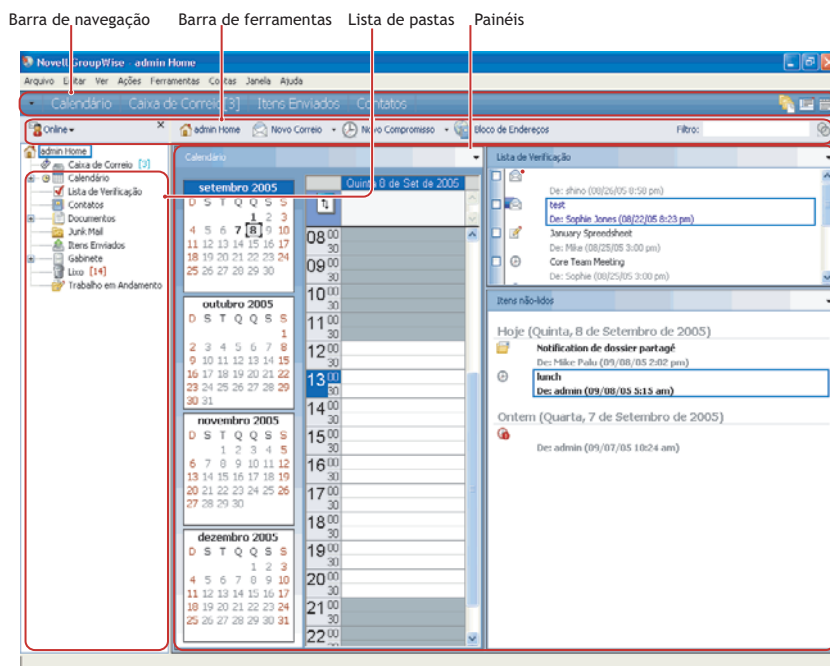 Barra de navegação Barra de ferramentas Lista de pastas Painéis
Novell GroupWise - admin Home
Arquivo Editar Ver Ações Ferramentas Contas Janela Ajuda
Calendário Caixa de Correio[3] Itens Enviados Contatos
Online admin Home Novo Correio Novo Compromisso Bloco de Endereços Filtro:
admin Home
Caixa de Correio [3]
Calendário
Lista de Verificação
Contatos
Documentos
Junk Mail
Itens Enviados
Gabinete
Lixo [14]
Trabalho em Andamento
Calendário
setembro 2005
D S T Q Q S S
1 2 3
4 5 6 7 8 9 10
11 12 13 14 15 16 17
18 19 20 21 22 23 24
25 26 27 28 29 30
outubro 2005
D S T Q Q S S
1
2 3 4 5 6 7 8
9 10 11 12 13 14 15
16 17 18 19 20 21 22
23 24 25 26 27 28 29
30 31
novembro 2005
D S T Q Q S S
1 2 3 4 5
6 7 8 9 10 11 12
13 14 15 16 17 18 19
20 21 22 23 24 25 26
27 28 29 30
dezembro 2005
D S T Q Q S S
1 2 3
4 5 6 7 8 9 10
11 12 13 14 15 16 17
18 19 20 21 22 23 24
25 26 27 28 29 30 31
Quinta 8 de Set de 2005
08 00
30
09 00
30
10 00
30
11 00
30
12 00
30
13 00
30
14 00
30
15 00
30
16 00
30
17 00
30
18 00
30
19 00
30
20 00
30
21 00
30
22 00
Lista de Verificação
De: shino (08/26/05 8:50 pm)
test
De: Sophie Jones (08/22/05 8:23 pm)
January Spreedsheet
De: Mike (08/25/05 3:00 pm)
Core Team Meeting
De: Sophie (00/25/05 3:00 pm)
Itens não-lidos
Hoje (Quinta, 8 de Setembro de 2005)
Notification de dossier partagé
De: Mike Palu (09/08/05 2:02 pm)
lunch
De: admin (09/08/05 5:15 am)
Ontem (Quarta, 7 de Setembro de 2005)
De: admin (09/07/05 10:24 am)